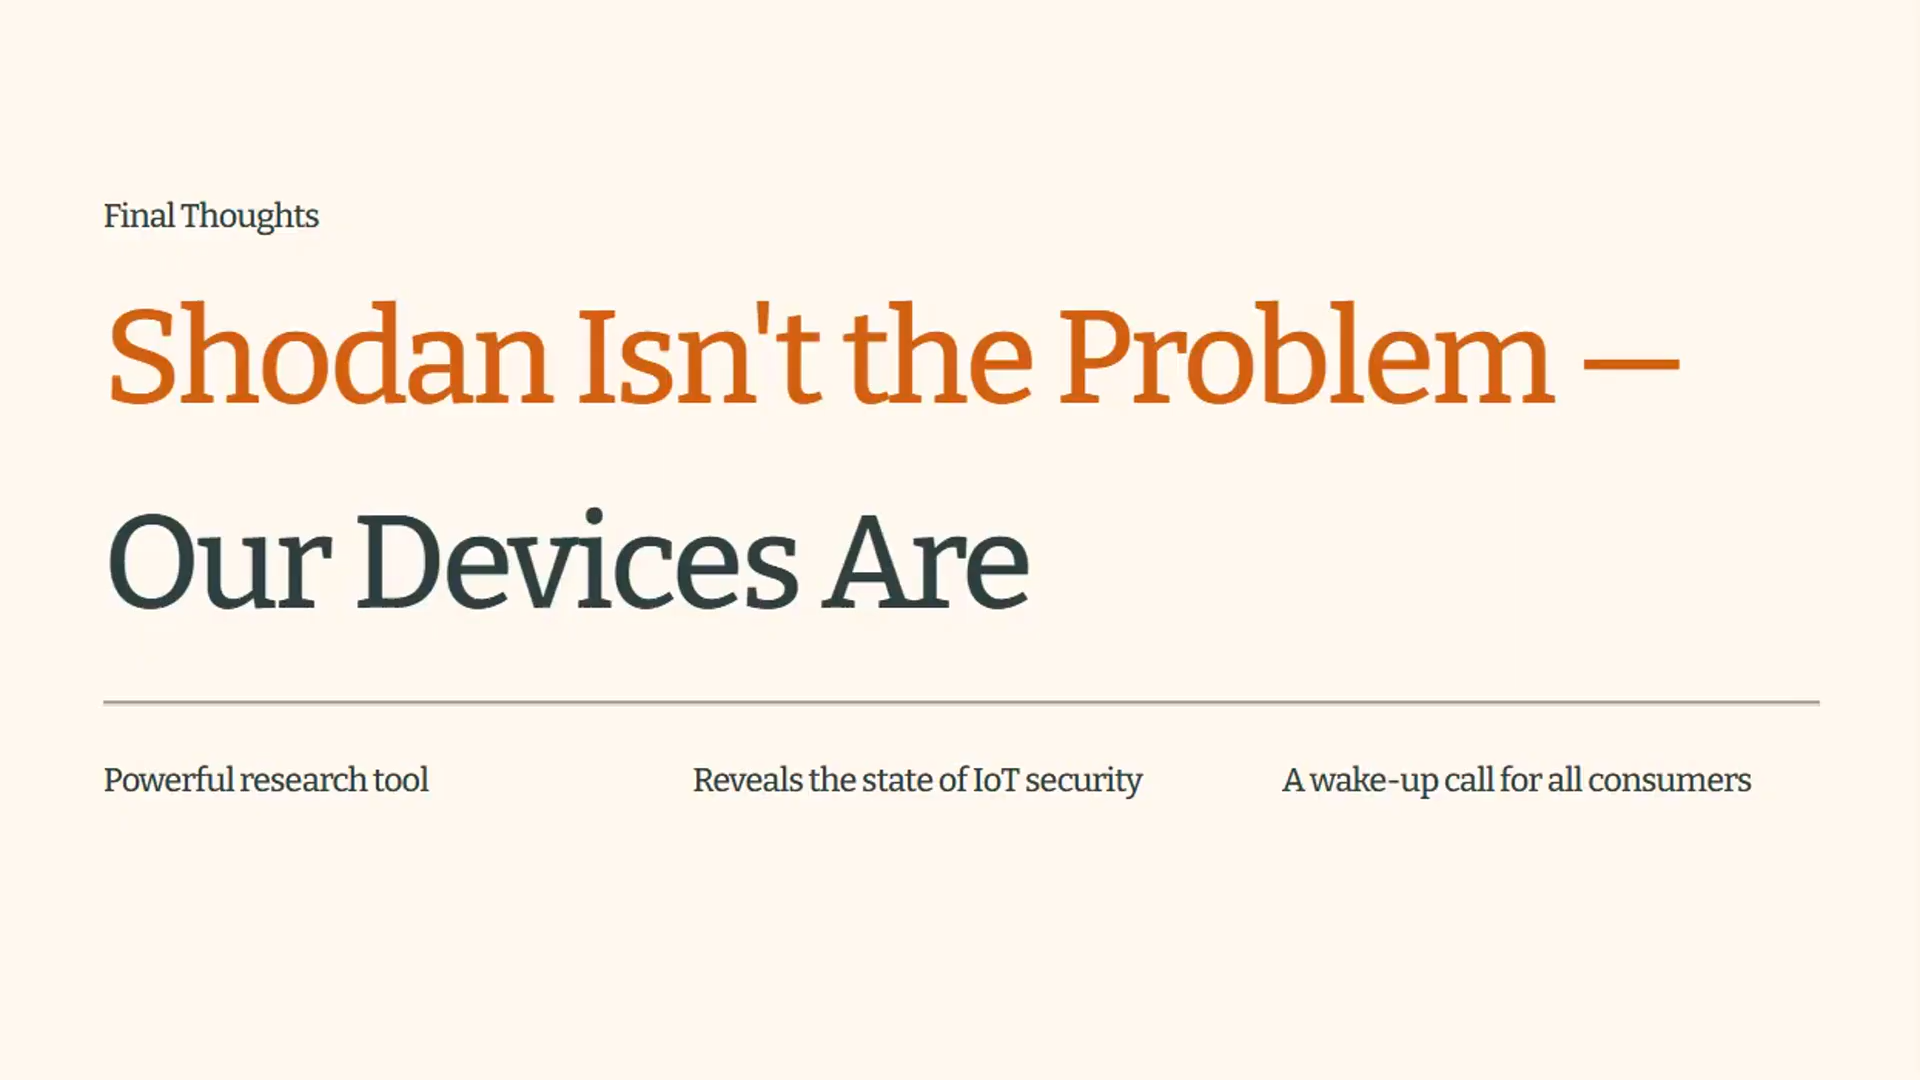 Final Thoughts
Shodan Isn't the Problem —
Our Devices Are
Powerful research tool
Reveals the state of IoT security
A wake-up call for all consumers